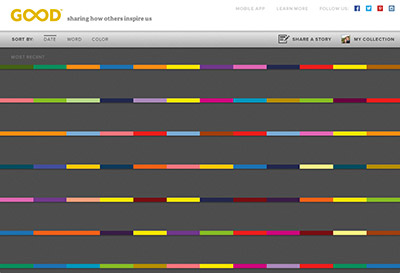 GOOD
sharing how others inspire us
MOBILE APP LEARN MORE FOLLOW US
SORT BY: DATE WORD COLOR SHARE A STORY MY COLLECTION
MOST RECENT